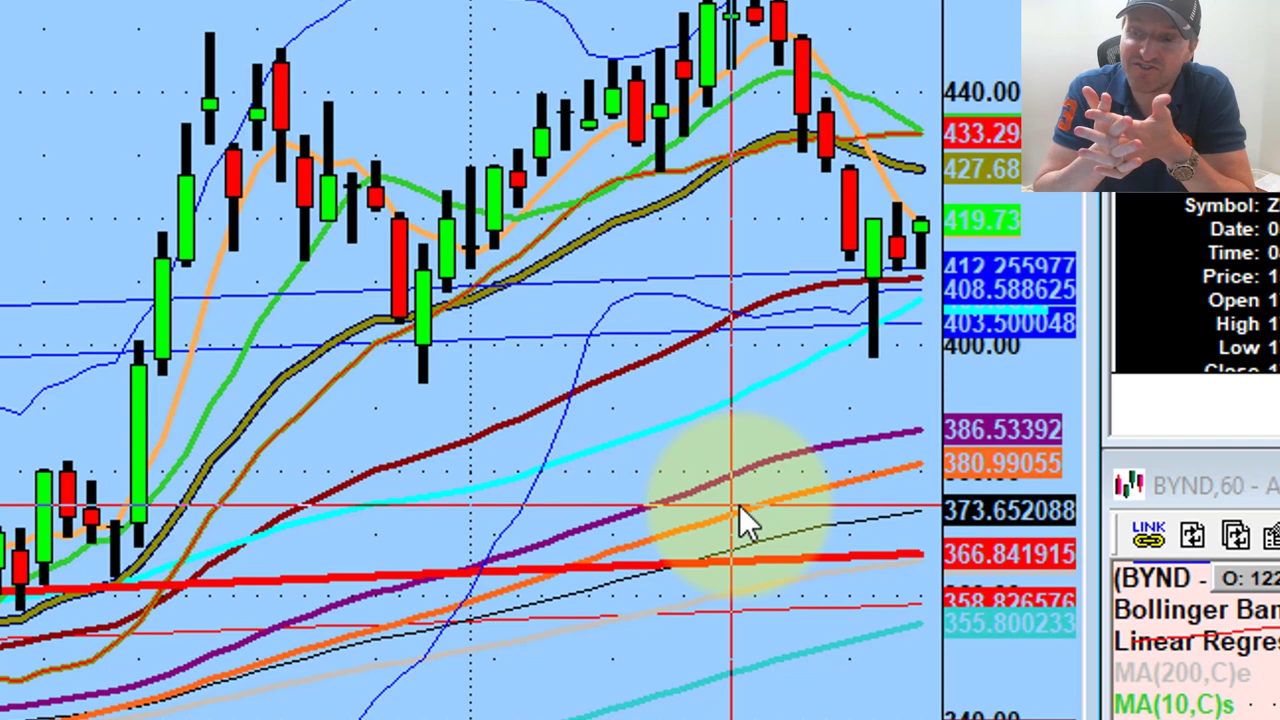 440.00
433.29
427.68
419.73
412.255977
408.588625
403.500048
400.00
386.53392
380.99055
373.652088
366.841915
358.826576
355.800233
Symbol: Z
Date: 0
Time: 0
Price: 1
Open 1
High 1
Low 1
Close 1
BYND,60 - A
LINK
(BYND - O: 122
Bollinger Ban
Linear Regres
MA(200,C)e
MA(10,C)s